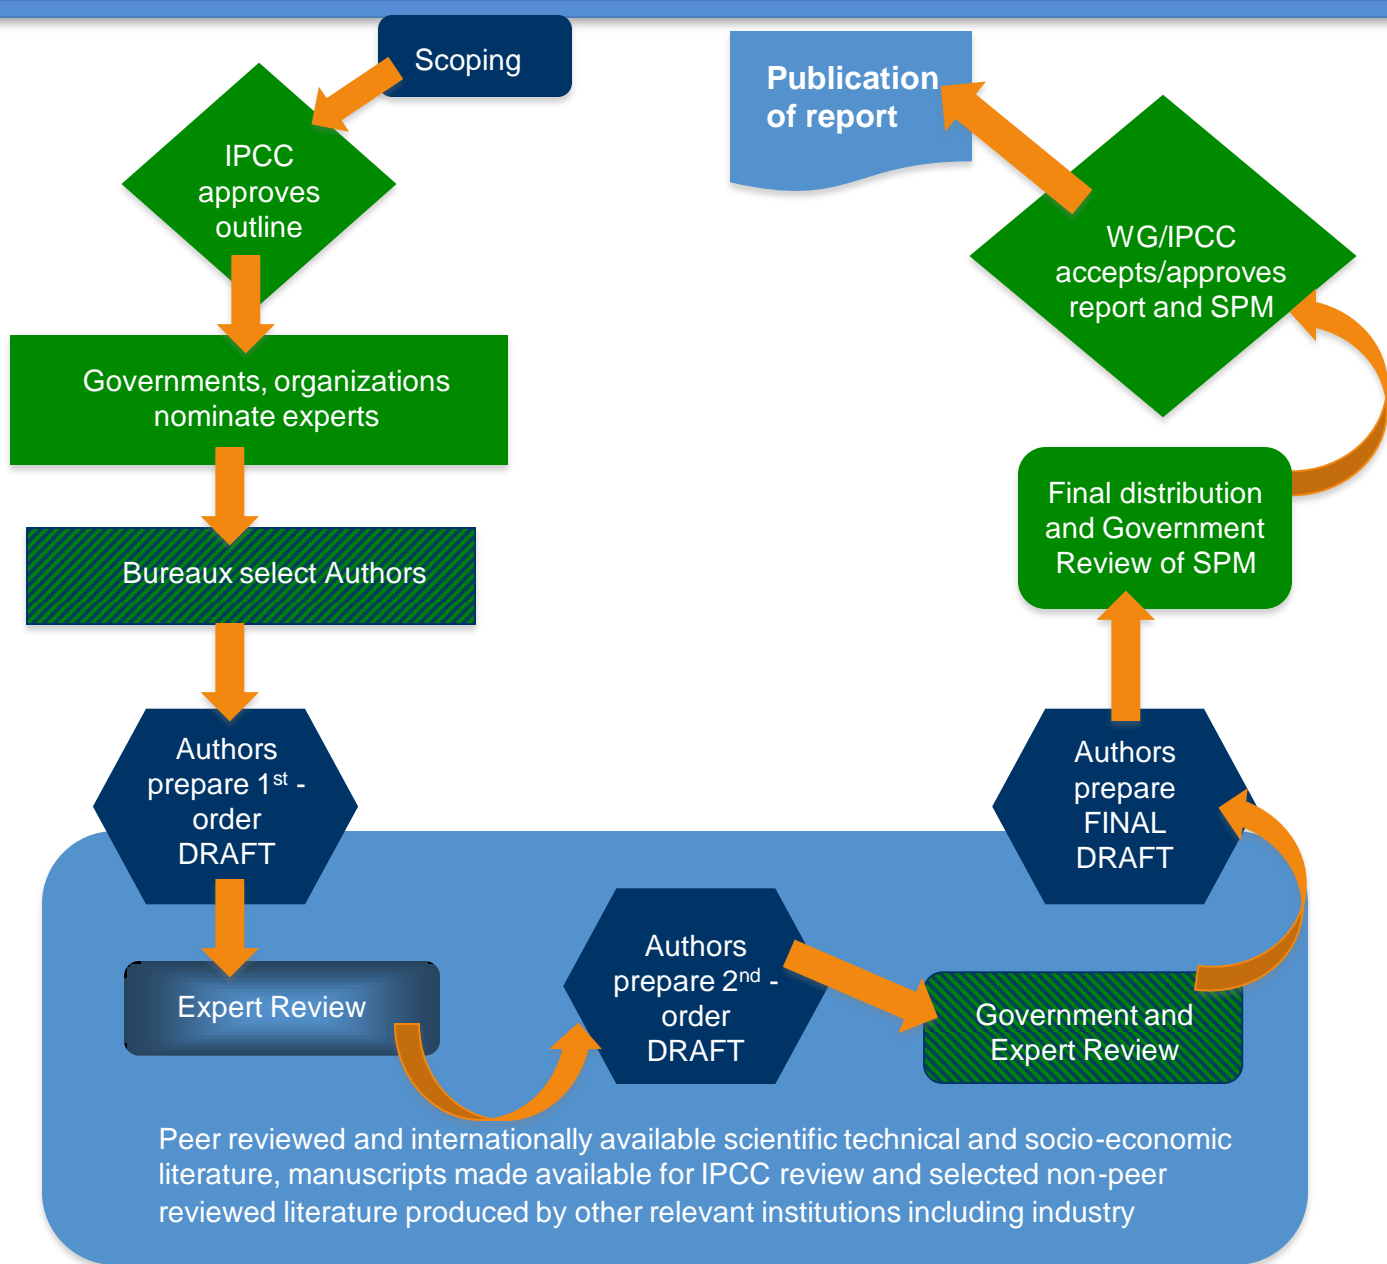 Scoping
IPCC
approves
outline
Governments, organizations
nominate experts
Bureaux select Authors
Authors
prepare 1st -
order
DRAFT
Expert Review
Authors
prepare 2nd -
order
DRAFT
Government and
Expert Review
Authors
prepare
FINAL
DRAFT
Final distribution
and Government
Review of SPM
WG/IPCC
accepts/approves
report and SPM
Publication
of report
Peer reviewed and internationally available scientific technical and socio-economic
literature, manuscripts made available for IPCC review and selected non-peer
reviewed literature produced by other relevant institutions including industry